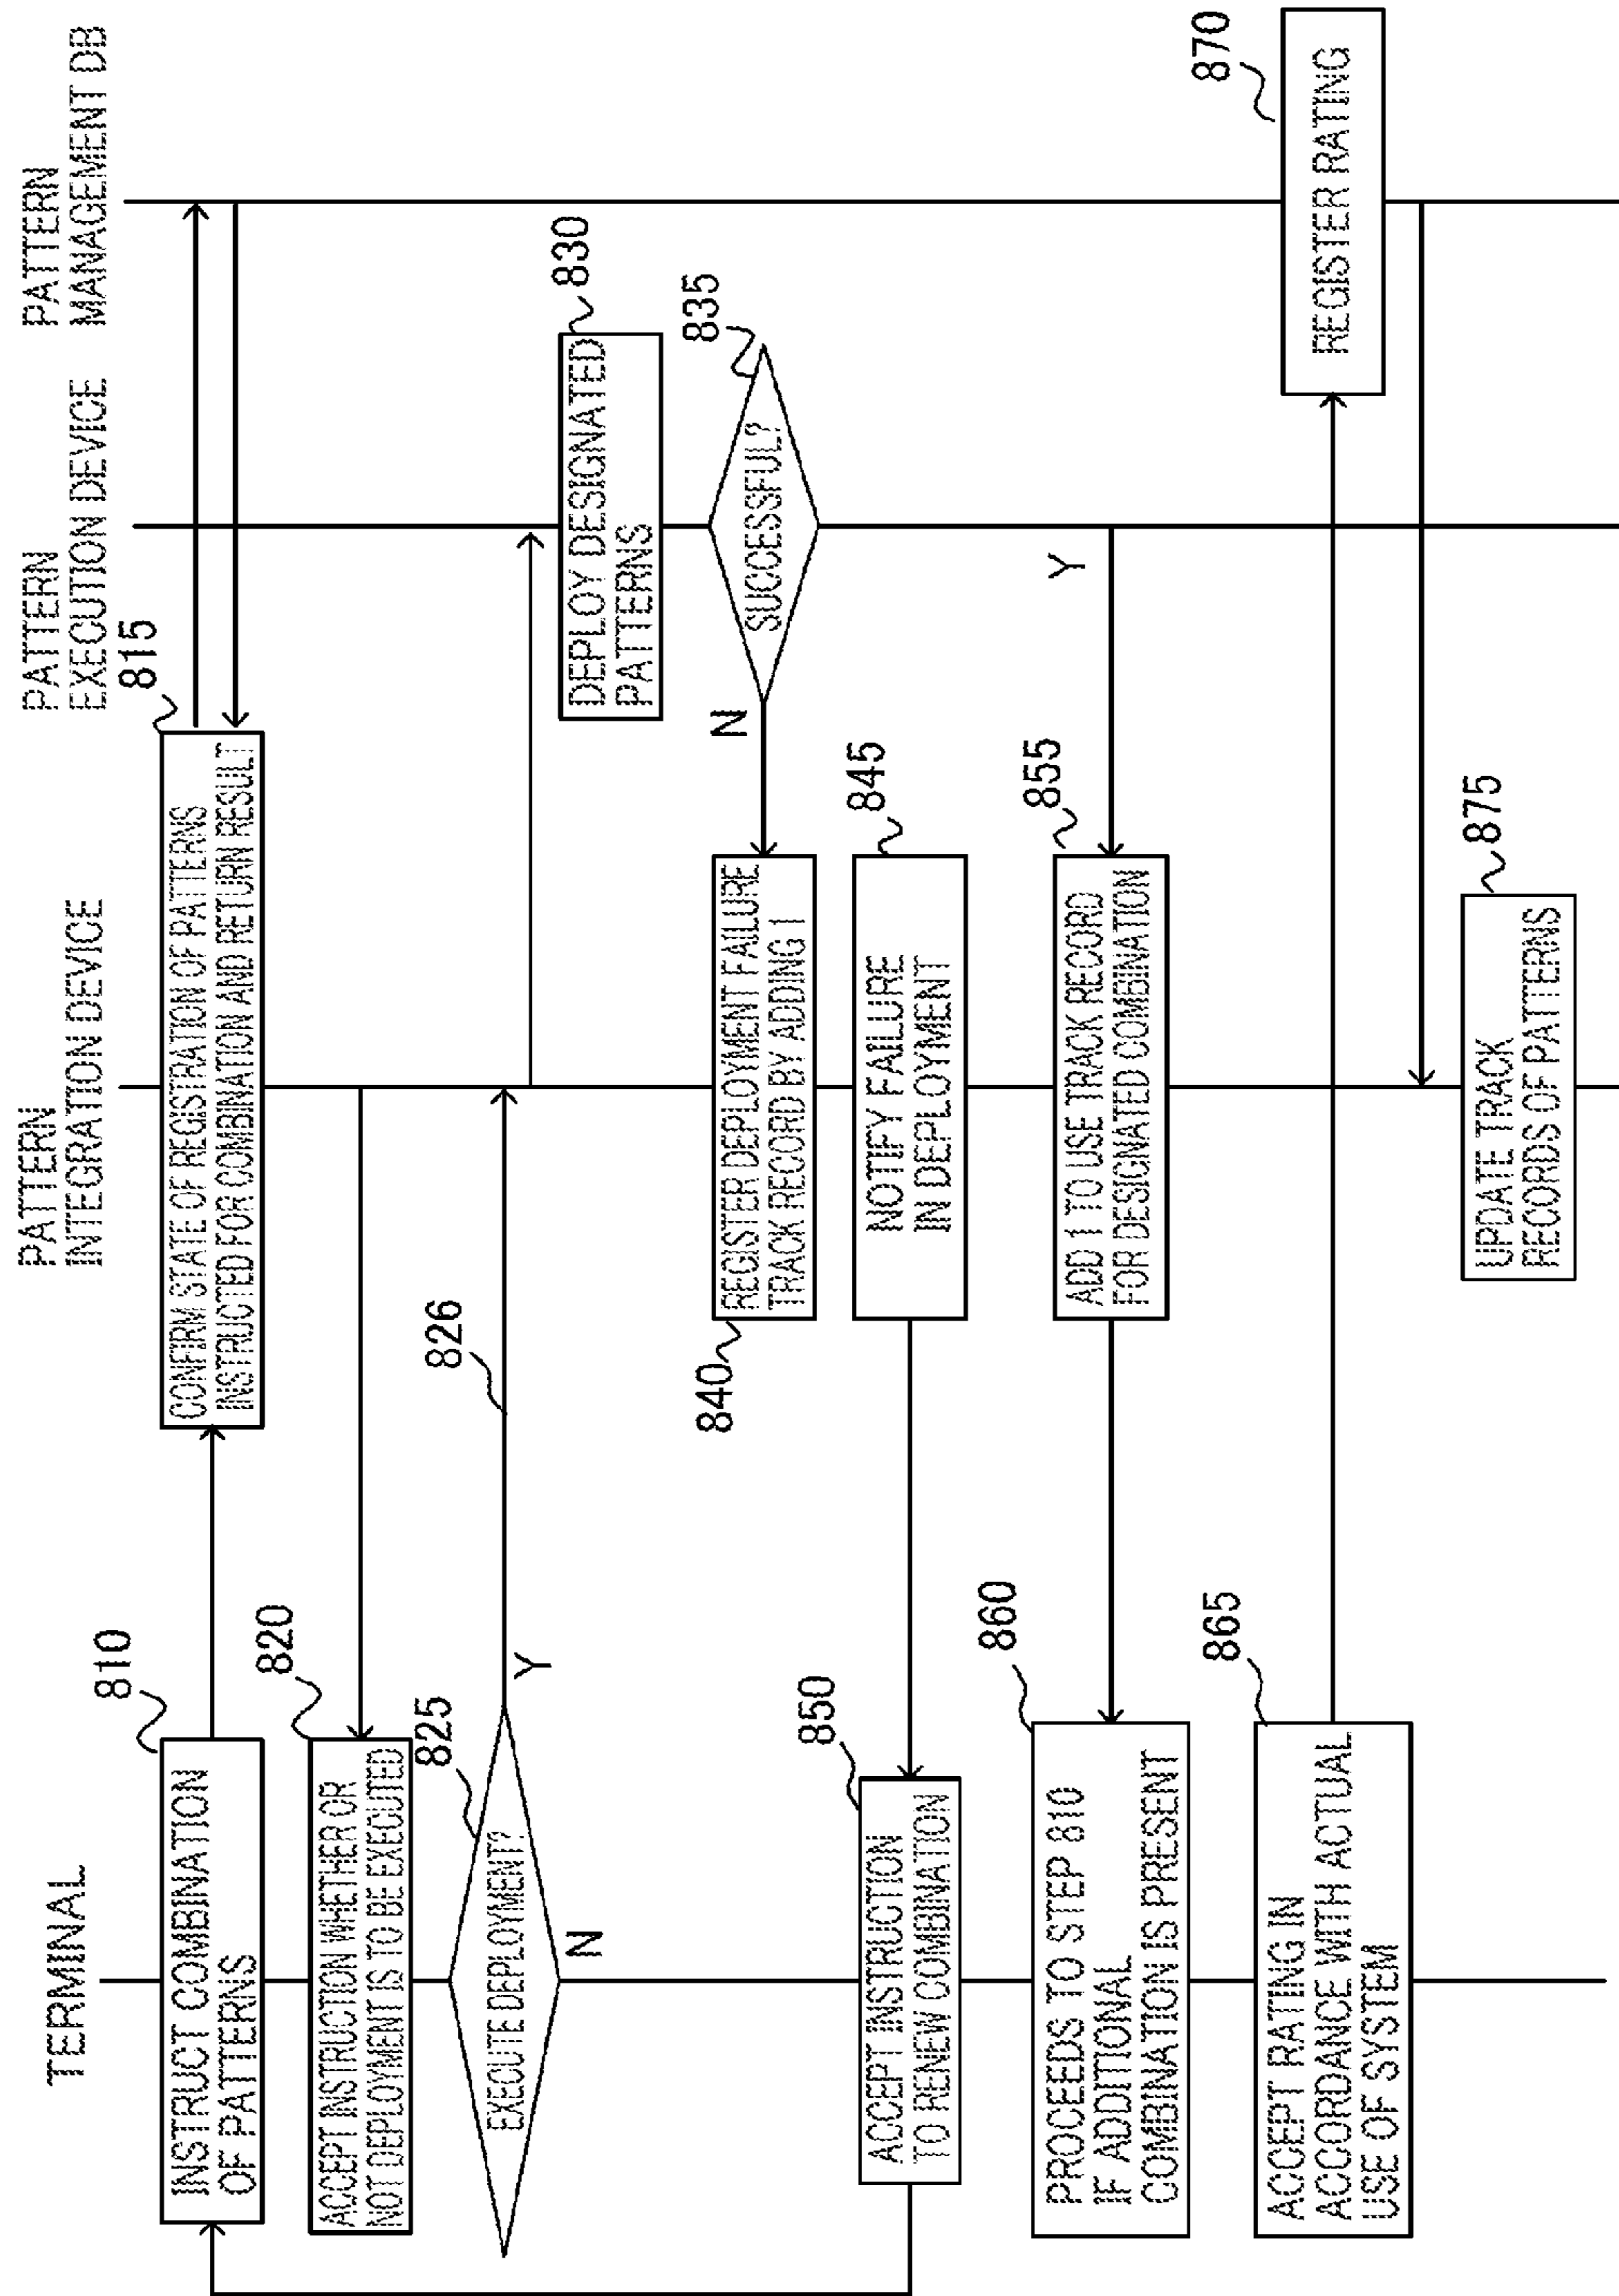 TERMINAL
PATTERN
INTEGRATION DEVICE
PATTERN
EXECUTION DEVICE
PATTERN
MANAGEMENT DB
810
INSTRUCT COMBINATION
OF PATTERNS
815
CONFIRM STATE OF REGISTRATION OF PATTERNS
INSTRUCTED FOR COMBINATION AND RETURN RESULT
820
ACCEPT INSTRUCTION WHETHER OR
NOT DEPLOYMENT IS TO BE EXECUTED
825
EXECUTE DEPLOYMENT?
Y
N
826
830
DEPLOY DESIGNATED
PATTERNS
835
SUCCESSFUL?
N
Y
840
REGISTER DEPLOYMENT FAILURE
TRACK RECORD BY ADDING 1
845
NOTIFY FAILURE
IN DEPLOYMENT
850
ACCEPT INSTRUCTION
TO RENEW COMBINATION
855
ADD 1 TO USE TRACK RECORD
FOR DESIGNATED COMBINATION
860
PROCEEDS TO STEP 810
IF ADDITIONAL
COMBINATION IS PRESENT
865
ACCEPT RATING IN
ACCORDANCE WITH ACTUAL
USE OF SYSTEM
870
REGISTER RATING
875
UPDATE TRACK
RECORDS OF PATTERNS